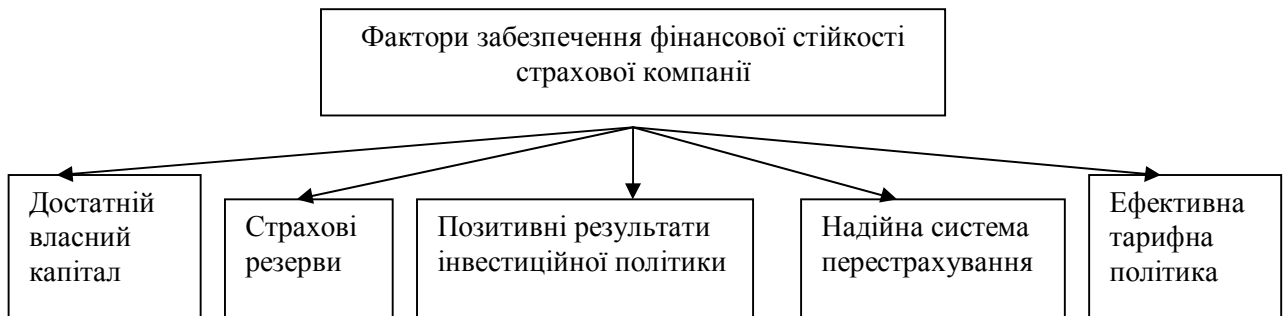 Фактори забезпечення фінансової стійкості
страхової компанії
Достатній
власний
капітал
Страхові
резерви
Позитивні результати
інвестиційної політики
Надійна система
перестрахування
Ефективна
тарифна
політика